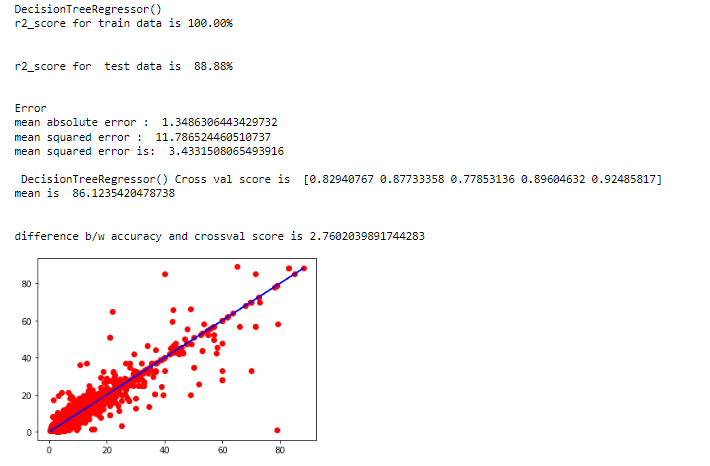 DecisionTreeRegressor()
r2_score for train data is 100.00%
r2_score for  test data is  88.88%
Error
mean absolute error :  1.3486306443429732
mean squared error :  11.786524460510737
mean squared error is:  3.4331508065493916
DecisionTreeRegressor() Cross val score is  [0.82940767 0.87733358 0.77853136 0.89604632 0.92485817]
mean is  86.1235420478738
difference b/w accuracy and crossval score is 2.7602039891744283
80
60
40
20
0
0 20 40 60 80